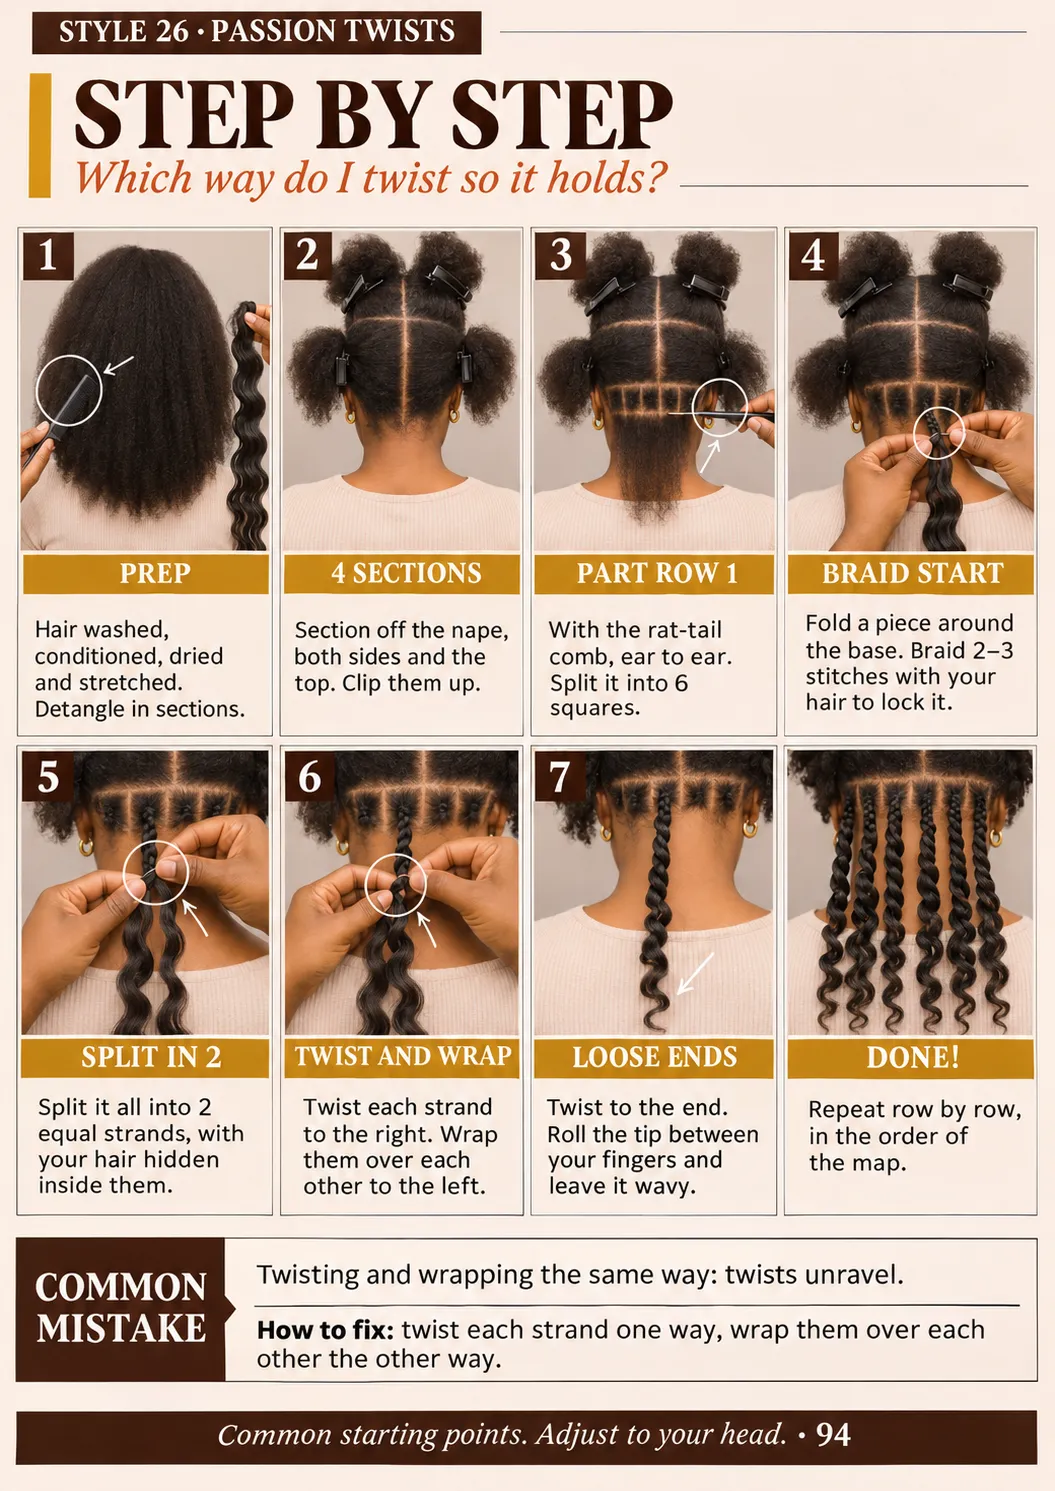 STYLE 26 • PASSION TWISTS
STEP BY STEP
Which way do I twist so it holds?
1
PREP
Hair washed,
conditioned, dried
and stretched.
Detangle in sections.
2
4 SECTIONS
Section off the nape,
both sides and the
top. Clip them up.
3
PART ROW 1
With the rat-tail
comb, ear to ear.
Split it into 6
squares.
4
BRAID START
Fold a piece around
the base. Braid 2–3
stitches with your
hair to lock it.
5
SPLIT IN 2
Split it all into 2
equal strands, with
your hair hidden
inside them.
6
TWIST AND WRAP
Twist each strand
to the right. Wrap
them over each
other to the left.
7
LOOSE ENDS
Twist to the end.
Roll the tip between
your fingers and
leave it wavy.
DONE!
Repeat row by row,
in the order of
the map.
COMMON
MISTAKE
Twisting and wrapping the same way: twists unravel.
How to fix: twist each strand one way, wrap them over each
other the other way.
Common starting points. Adjust to your head. • 94